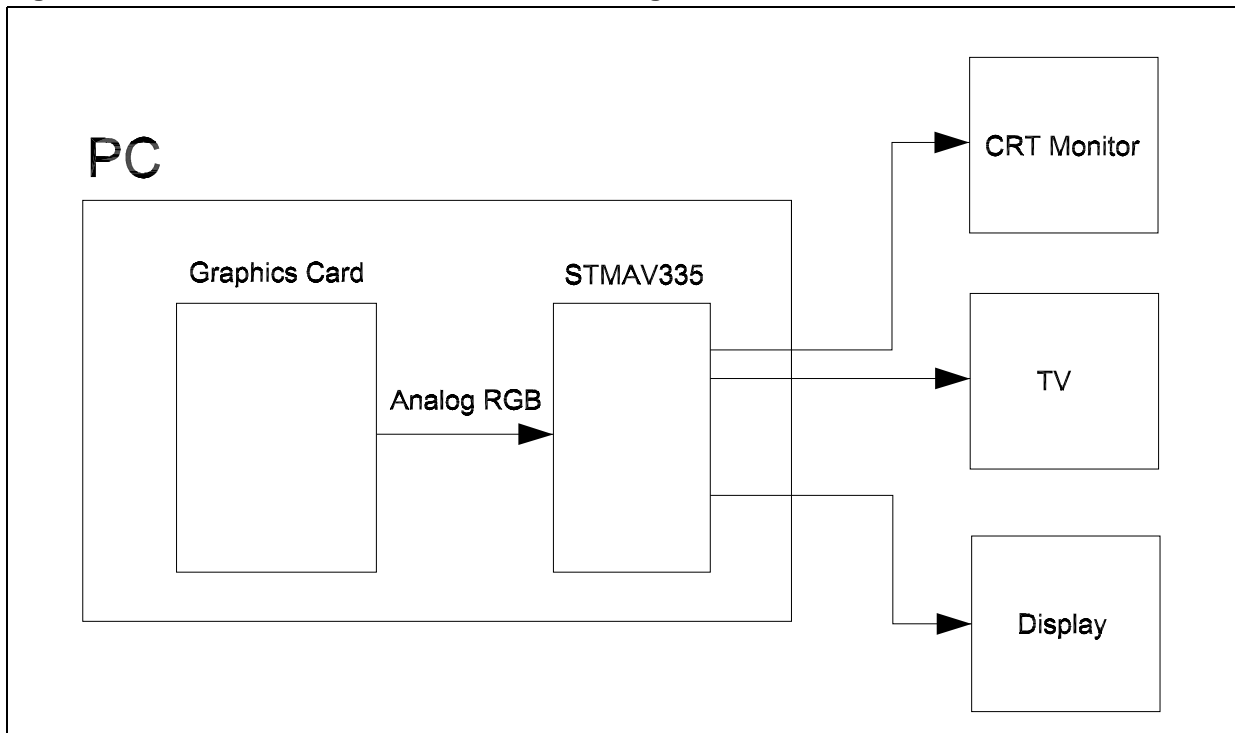 PC
Graphics Card
STMAV335
Analog RGB
CRT Monitor
TV
Display